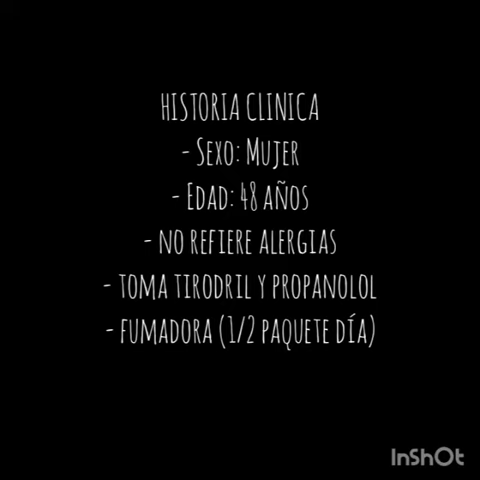 HISTORIA CLINICA
- SEXO: MUJER
- EDAD: 48 AÑOS
- NO REFIERE ALERGIAS
- TOMA TIRODRIL Y PROPANOLOL
- FUMADORA (1/2 PAQUETE DÍA)
InShOt